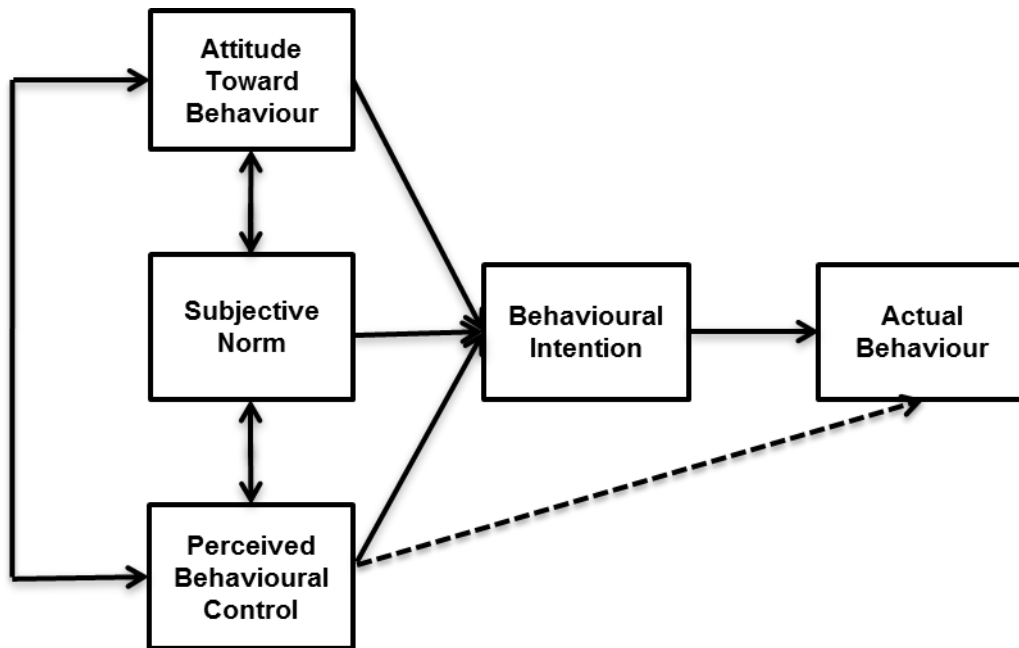 Attitude
Toward
Behaviour
Subjective
Norm
Perceived
Behavioural
Control
Behavioural
Intention
Actual
Behaviour